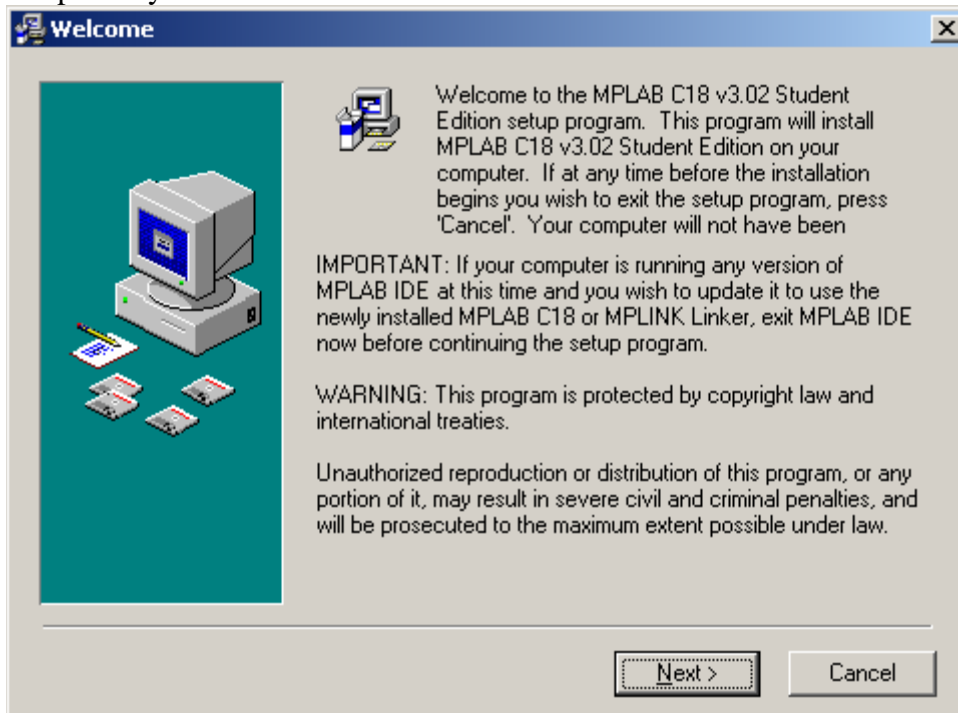 Welcome
Welcome to the MPLAB C18 v3.02 Student
Edition setup program. This program will install
MPLAB C18 v3.02 Student Edition on your
computer. If at any time before the installation
begins you wish to exit the setup program, press
'Cancel'. Your computer will not have been
IMPORTANT: If your computer is running any version of
MPLAB IDE at this time and you wish to update it to use the
newly installed MPLAB C18 or MPLINK Linker, exit MPLAB IDE
now before continuing the setup program.
WARNING: This program is protected by copyright law and
international treaties.
Unauthorized reproduction or distribution of this program, or any
portion of it, may result in severe civil and criminal penalties, and
will be prosecuted to the maximum extent possible under law.
Next >
Cancel